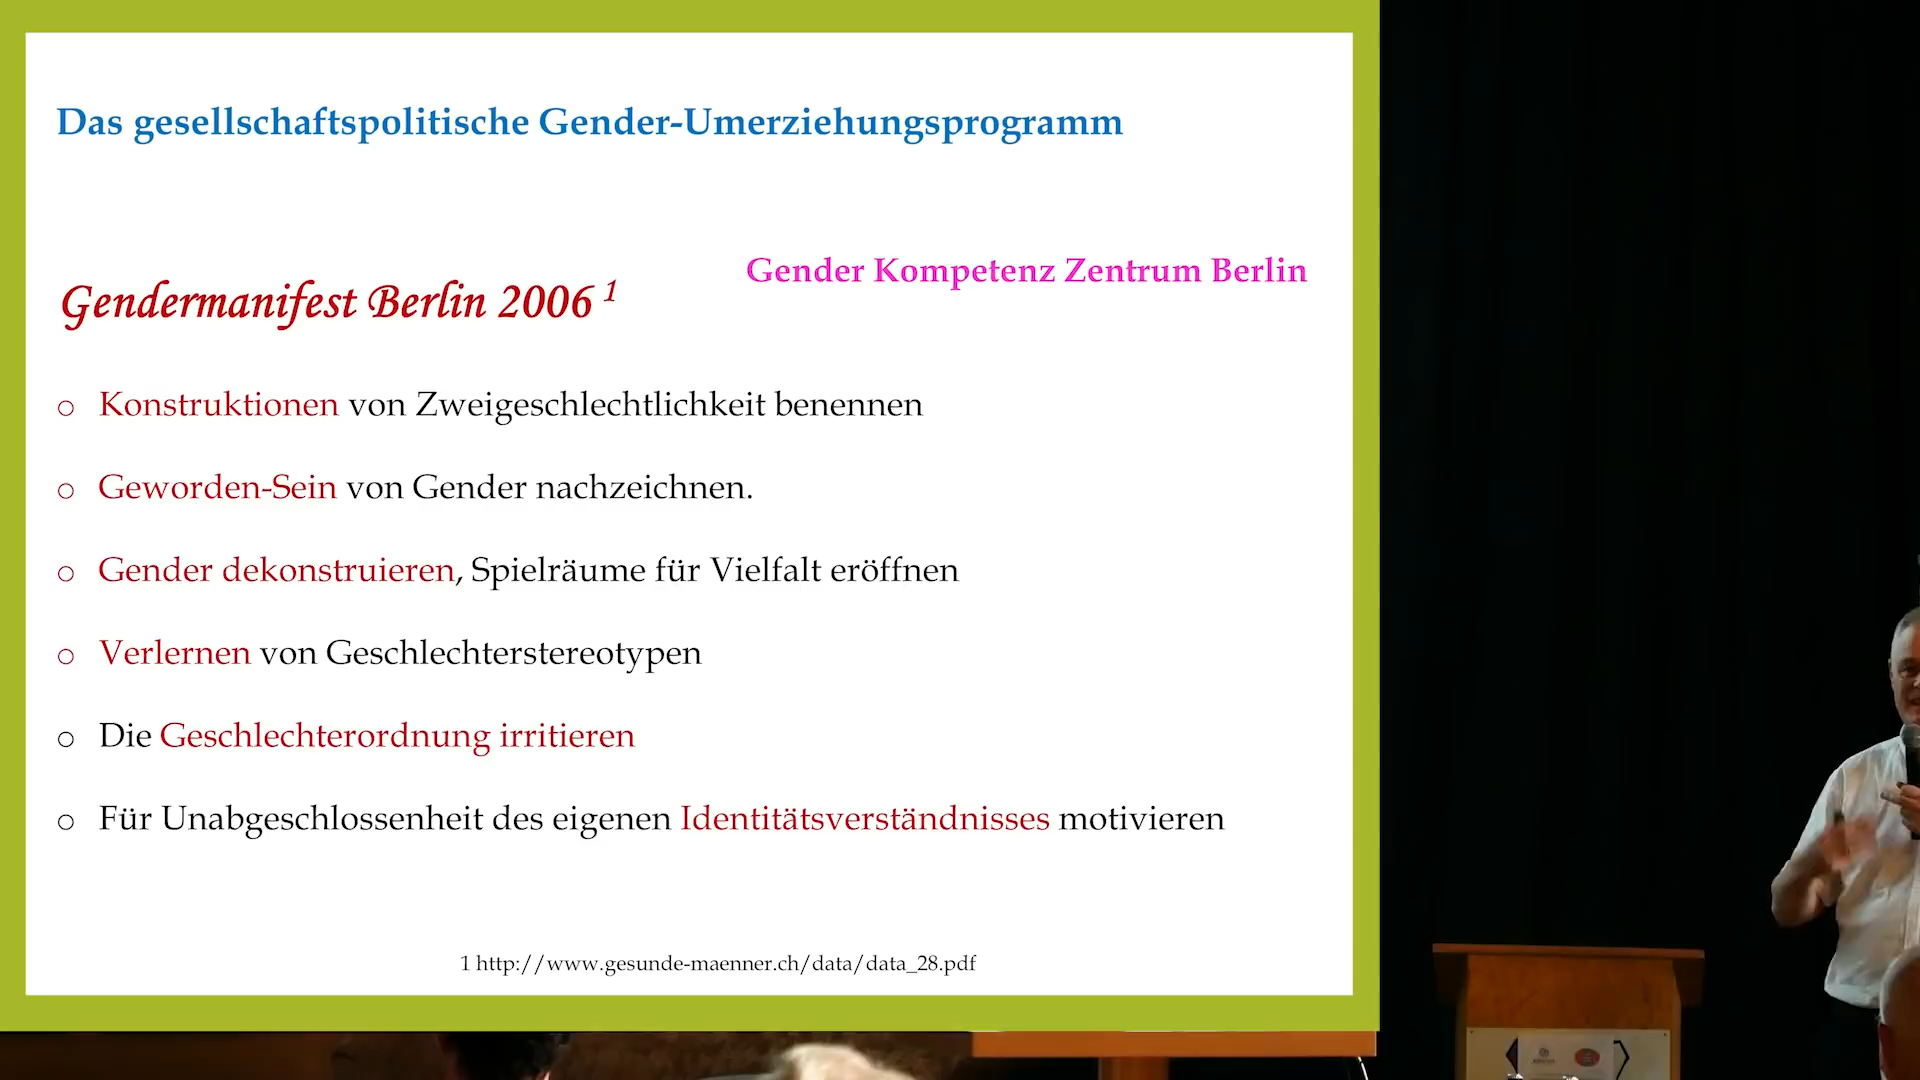 Das gesellschaftspolitische Gender-Umerziehungsprogramm
Gender Kompetenz Zentrum Berlin
Gendermanifest Berlin 2006 1
o Konstruktionen von Zweigeschlechtlichkeit benennen
o Geworden-Sein von Gender nachzeichnen.
o Gender dekonstruieren, Spielräume für Vielfalt eröffnen
o Verlernen von Geschlechterstereotypen
o Die Geschlechterordnung irritieren
o Für Unabgeschlossenheit des eigenen Identitätsverständnisses motivieren
1 http://www.gesunde-maenner.ch/data/data_28.pdf